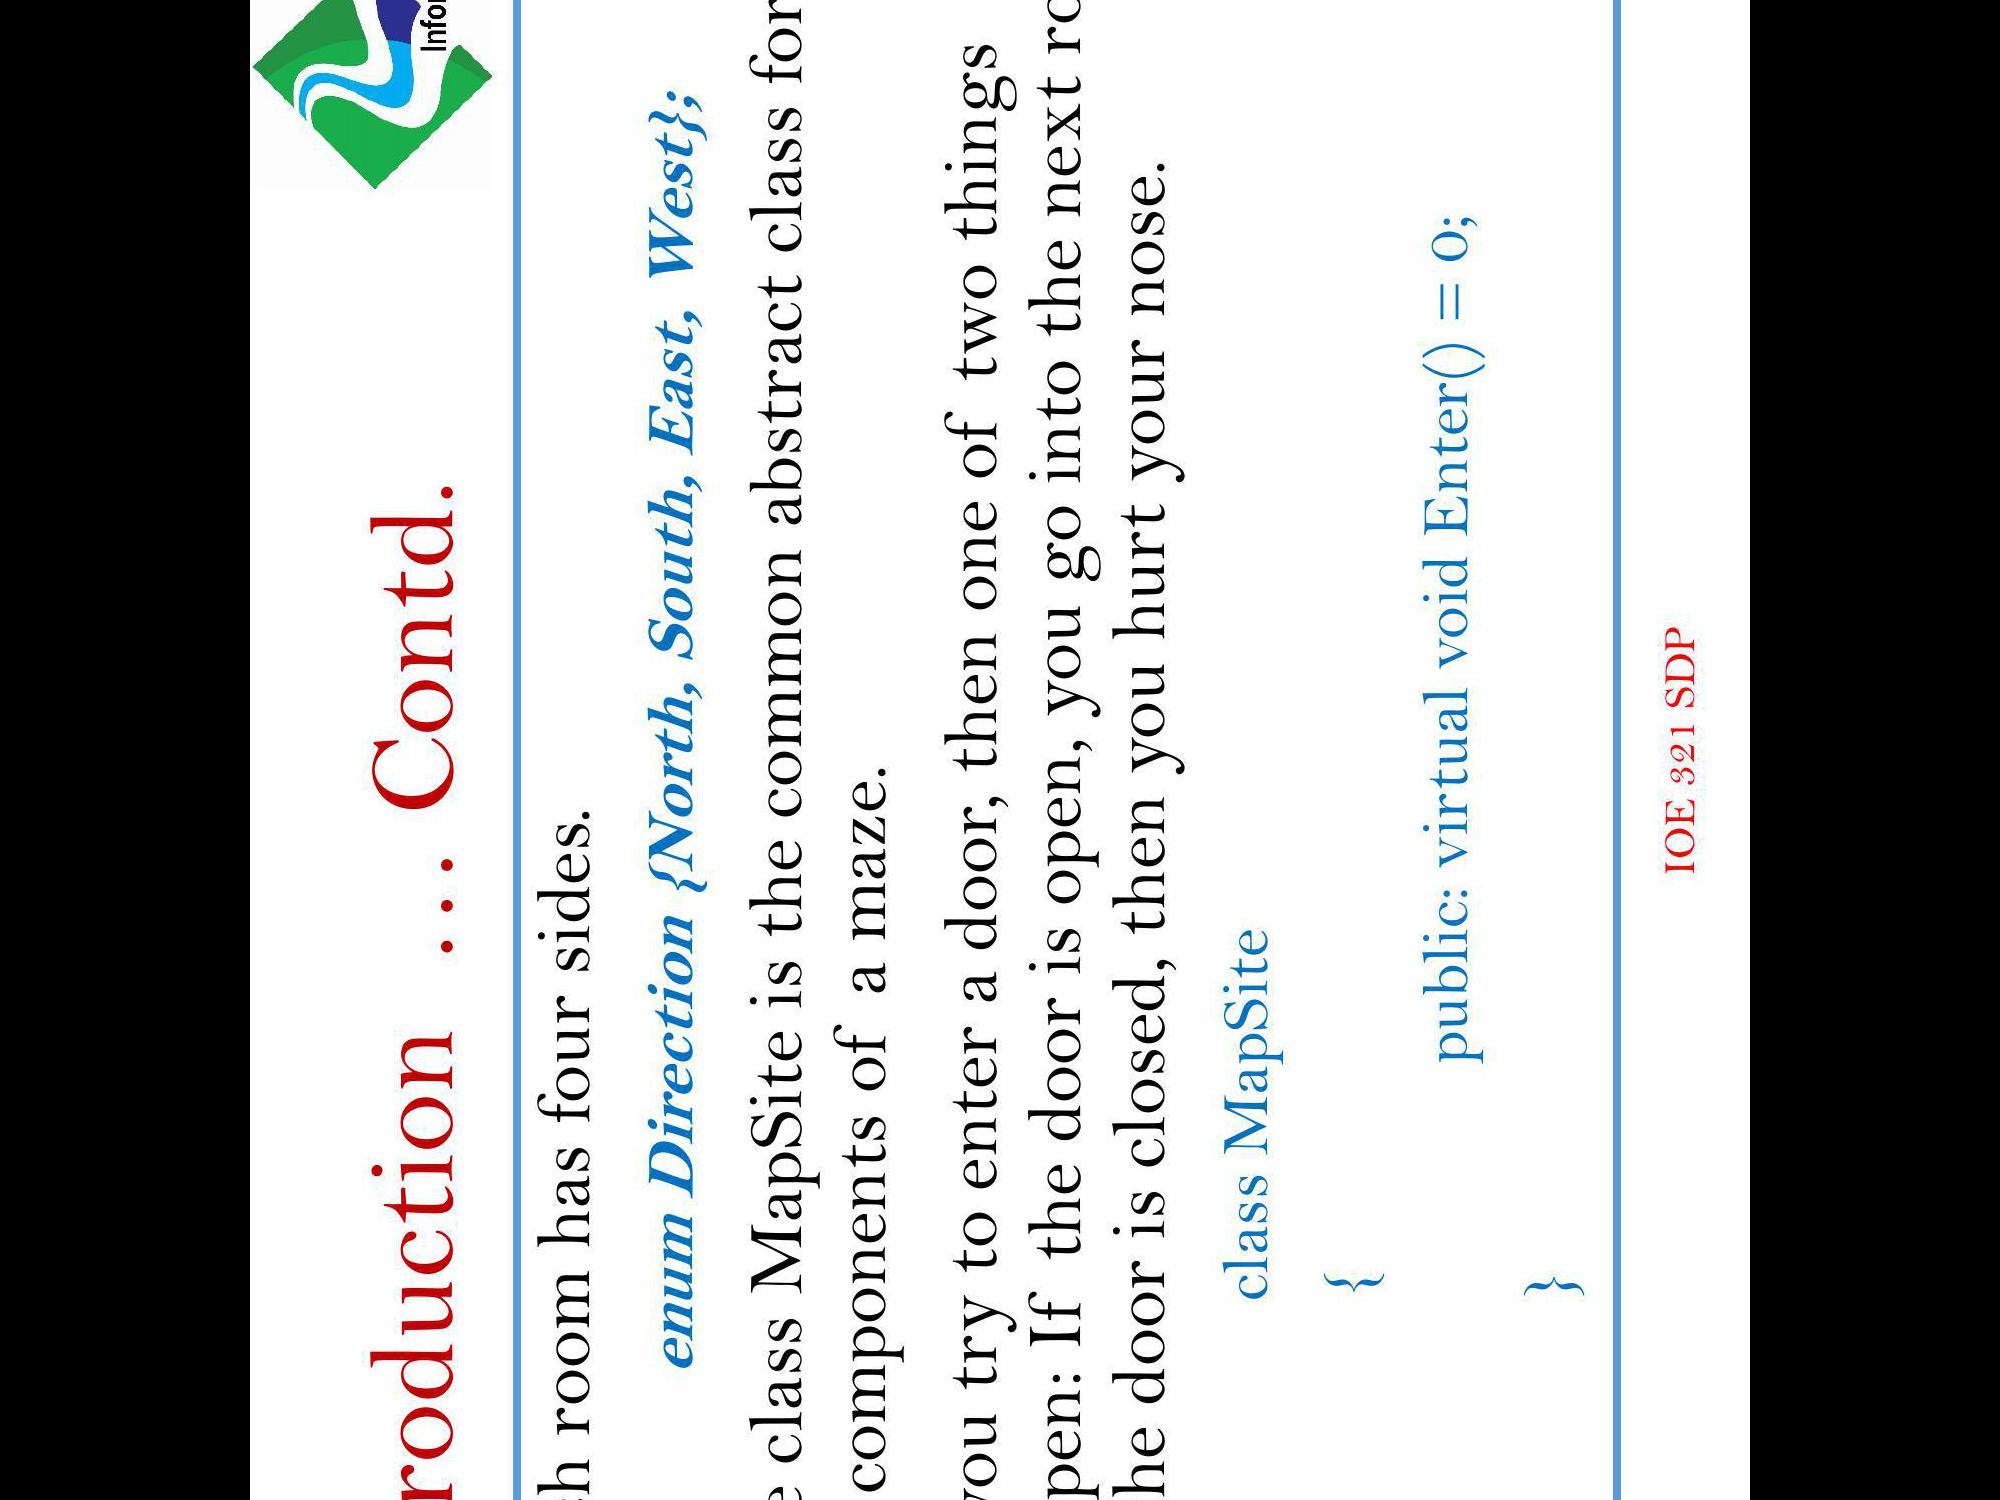 roduction ... Contd.
Infor
h room has four sides.
enum Direction {North, South, East, West};
e class MapSite is the common abstract class for
components of a maze.
you try to enter a door, then one of two things
pen: If the door is open, you go into the next ro
he door is closed, then you hurt your nose.
class MapSite
{
public: virtual void Enter() = 0;
}
IOE 321 SDP